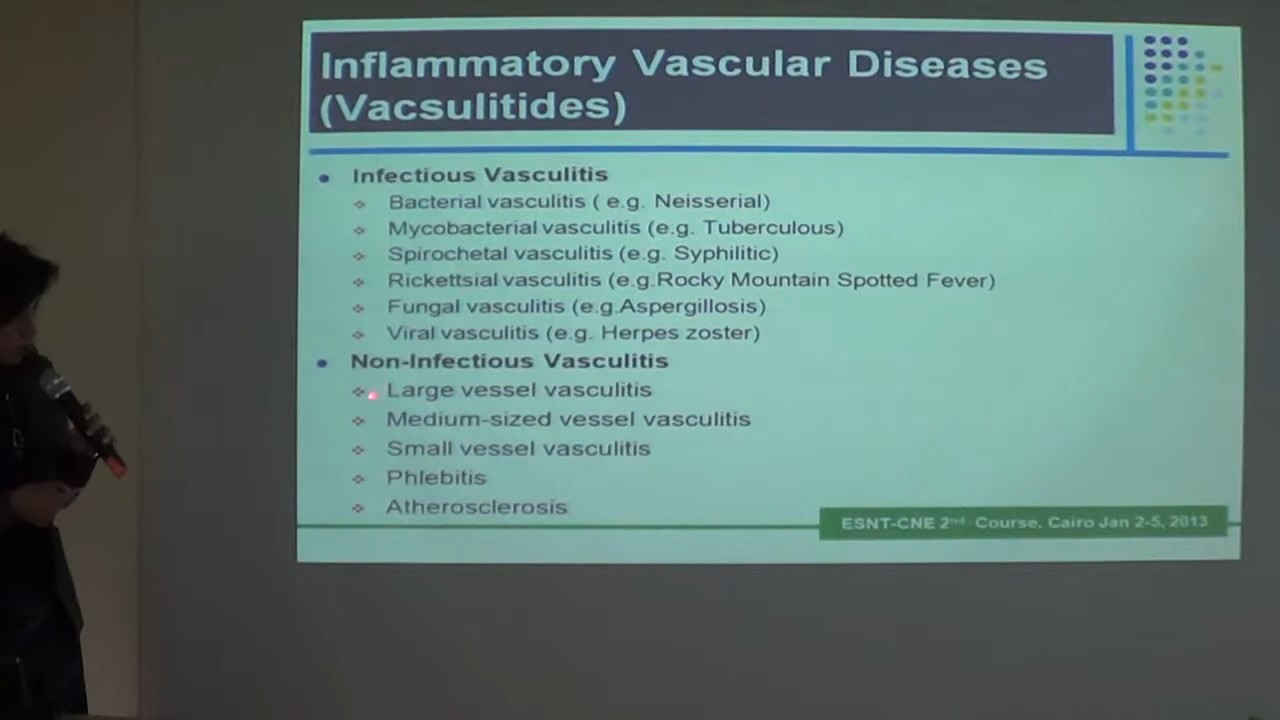 Inflammatory Vascular Diseases
(Vacsulitides)
Infectious Vasculitis
Bacterial vasculitis ( e.g. Neisserial)
Mycobacterial vasculitis (e.g. Tuberculous)
Spirochetal vasculitis (e.g. Syphilitic)
Rickettsial vasculitis (e.g.Rocky Mountain Spotted Fever)
Fungal vasculitis (e.g.Aspergillosis)
Viral vasculitis (e.g. Herpes zoster)
Non-Infectious Vasculitis
Large vessel vasculitis
Medium-sized vessel vasculitis
Small vessel vasculitis
Phlebitis
Atherosclerosis
ESNT-CNE 2nd Course, Cairo Jan 2-5, 2013